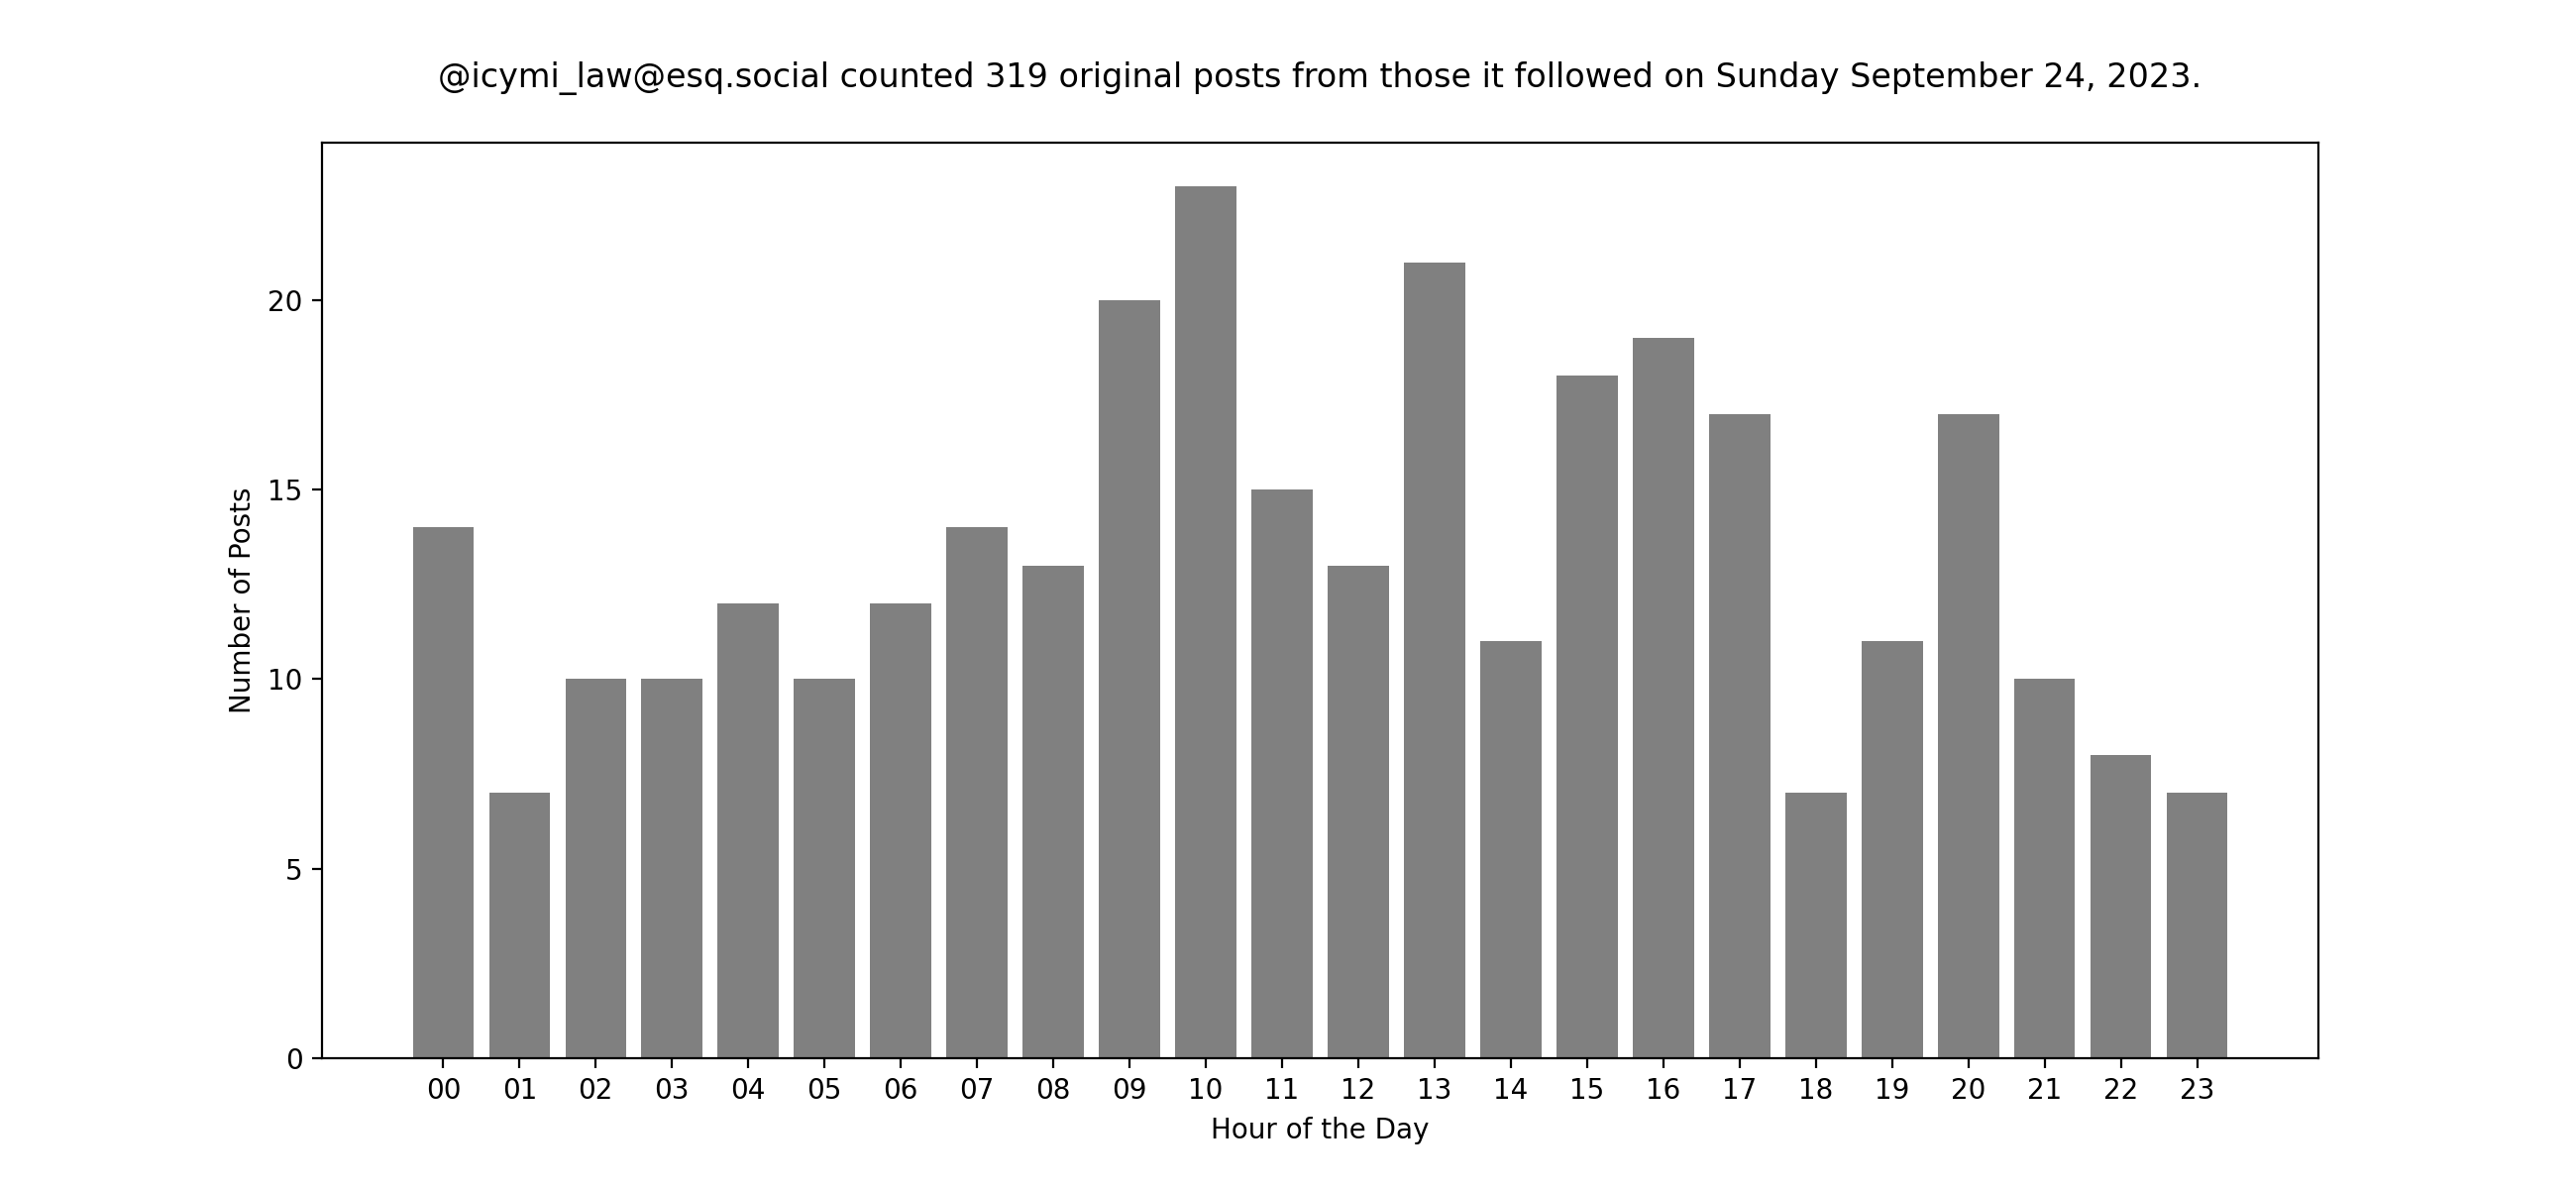 @icymi_law@esq.social counted 319 original posts from those it followed on Sunday September 24, 2023.
Number of Posts
20
15
10
5
0
00 01 02 03 04 05 06 07 08 09 10 11 12 13 14 15 16 17 18 19 20 21 22 23
Hour of the Day